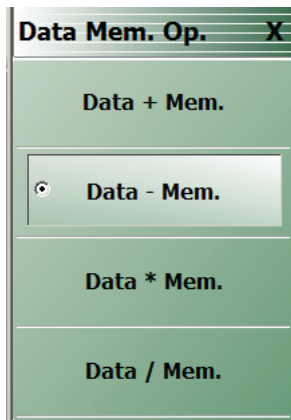 Data Mem. Op. X
Data + Mem.
Data - Mem.
Data * Mem.
Data / Mem.